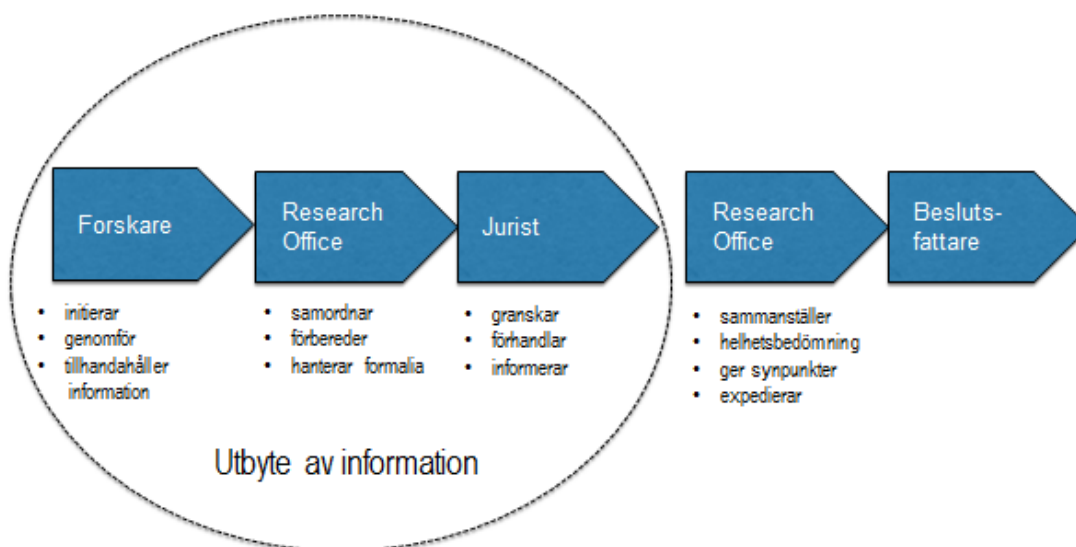 Forskare
Research
Office
Jurist
Research
Office
Besluts-
fattare
• initierar
• genomför
• tillhandahåller
information
• samordnar
• förbereder
• hanterar formalia
• granskar
• förhandlar
• informerar
• sammanställer
• helhetsbedömning
• ger synpunkter
• expedierar
Utbyte av information